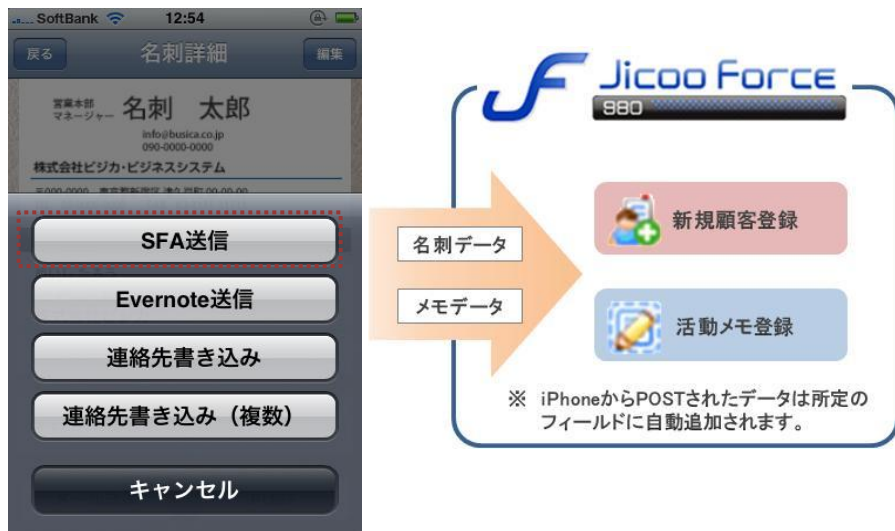 SoftBank 12:54
戻る 名刺詳細 編集
営業本部
マネージャー 名刺 太郎
info@busica.co.jp
090-0000-0000
株式会社ビジカ・ビジネスシステム
SFA送信
Evernote送信
連絡先書き込み
連絡先書き込み（複数）
キャンセル
名刺データ
メモデータ
Jicoo Force
980
新規顧客登録
活動メモ登録
※ iPhoneからPOSTされたデータは所定の
フィールドに自動追加されます。